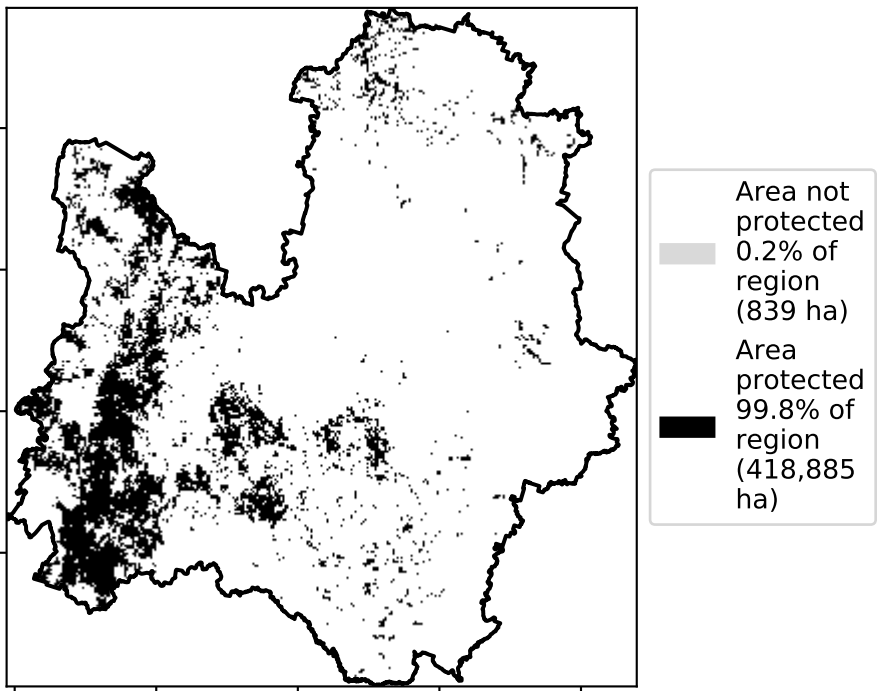 Area not
protected
0.2% of
region
(839 ha)
Area
protected
99.8% of
region
(418,885
ha)